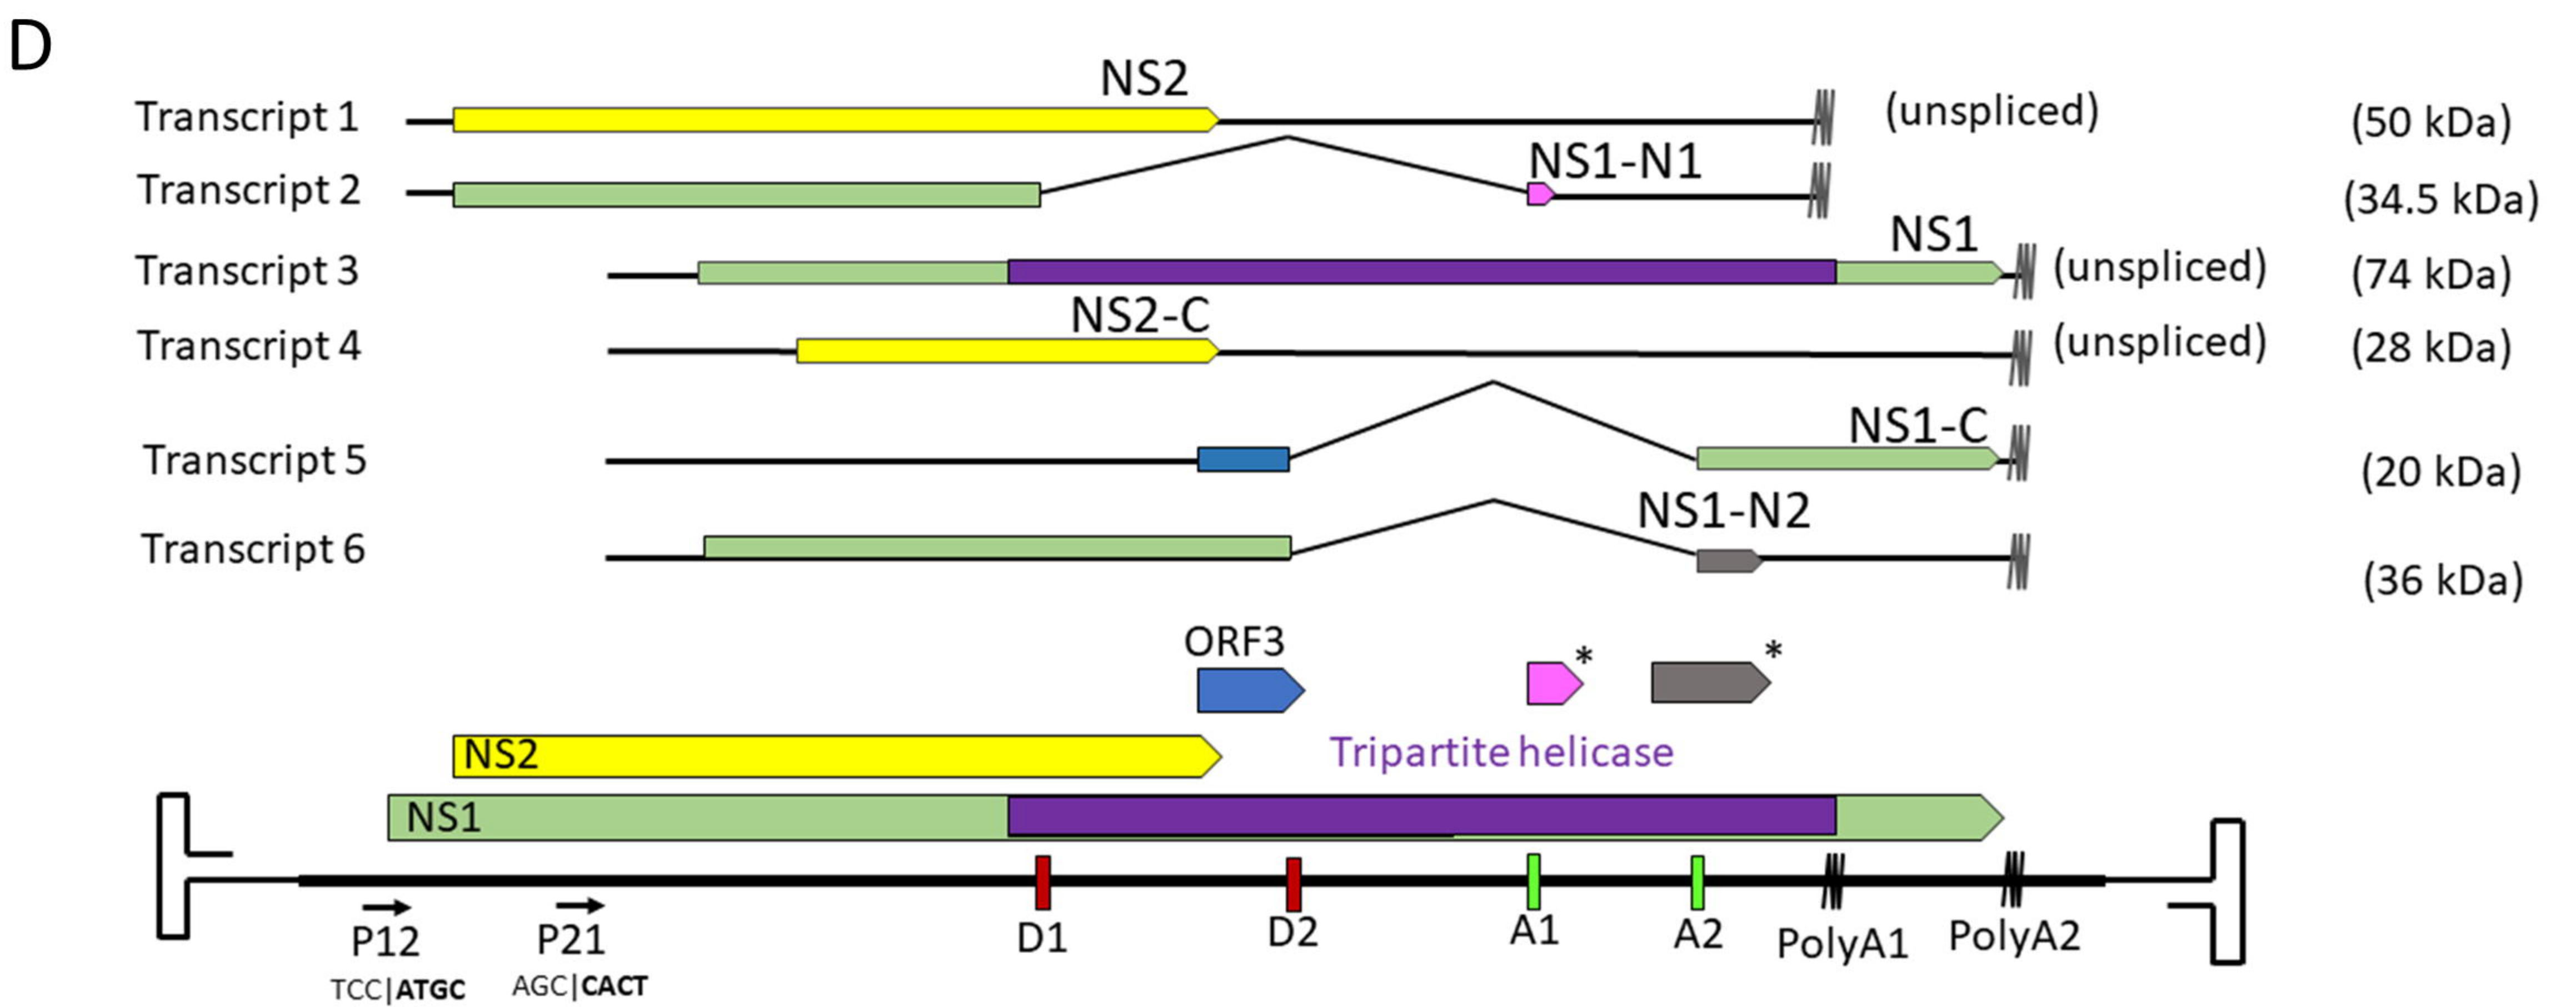 D
NS2
Transcript 1 (unspliced) (50 kDa)
NS1-N1
Transcript 2 (34.5 kDa)
NS1
Transcript 3 (unspliced) (74 kDa)
NS2-C
Transcript 4 (unspliced) (28 kDa)
NS1-C
Transcript 5 (20 kDa)
NS1-N2
Transcript 6 (36 kDa)
ORF3 * *
NS2 Tripartite helicase
NS1
P12 P21 D1 D2 A1 A2 PolyA1 PolyA2
TCC|ATGC AGC|CACT